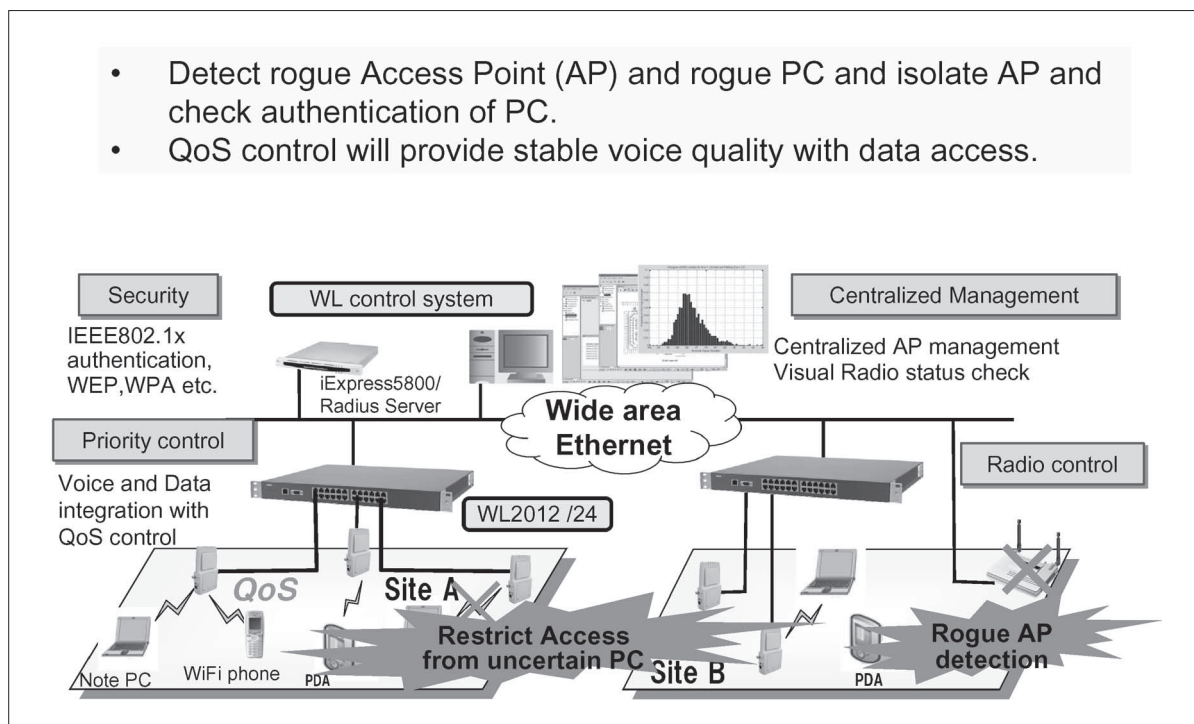 • Detect rogue Access Point (AP) and rogue PC and isolate AP and
check authentication of PC.
• QoS control will provide stable voice quality with data access.
Security
WL control system
Centralized Management
IEEE802.1x
authentication,
WEP,WPA etc.
iExpress5800/
Radius Server
Centralized AP management
Visual Radio status check
Wide area
Ethernet
Priority control
Radio control
Voice and Data
integration with
QoS control
WL2012 /24
QoS
Site A
Restrict Access
from uncertain PC
Rogue AP
detection
Note PC
WiFi phone
PDA
Site B
PDA